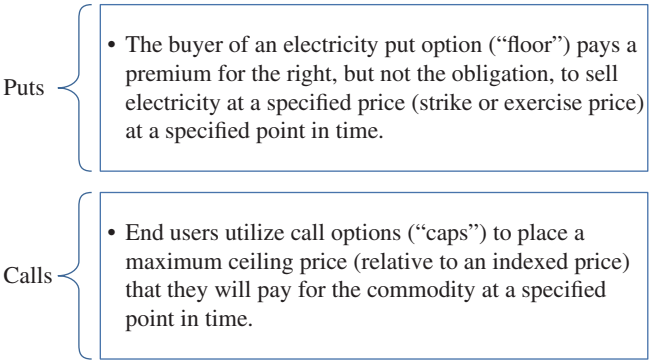 Puts
• The buyer of an electricity put option (“floor”) pays a
premium for the right, but not the obligation, to sell
electricity at a specified price (strike or exercise price)
at a specified point in time.
Calls
• End users utilize call options (“caps”) to place a
maximum ceiling price (relative to an indexed price)
that they will pay for the commodity at a specified
point in time.